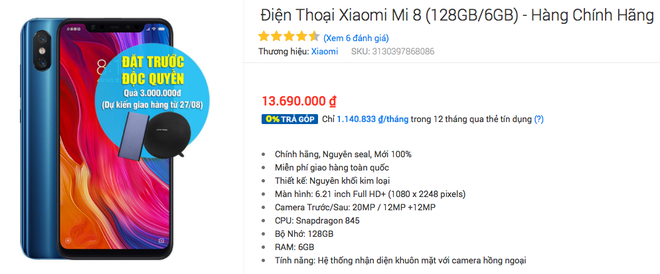 Điện Thoại Xiaomi Mi 8 (128GB/6GB) - Hàng Chính Hãng
(Xem 6 đánh giá)
Thương hiệu: Xiaomi SKU: 3130397868086
ĐẶT TRƯỚC
ĐỘC QUYỀN
Quà 3.000.000đ
(Dự kiến giao hàng từ 27/08)
13.690.000 ₫
0% TRẢ GÓP Chỉ 1.140.833 ₫/tháng trong 12 tháng qua thẻ tín dụng (?)
Chính hãng, Nguyên seal, Mới 100%
Miễn phí giao hàng toàn quốc
Thiết kế: Nguyên khối kim loại
Màn hình: 6.21 inch Full HD+ (1080 x 2248 pixels)
Camera Trước/Sau: 20MP / 12MP +12MP
CPU: Snapdragon 845
Bộ Nhớ: 128GB
RAM: 6GB
Tính năng: Hệ thống nhận diện khuôn mặt với camera hồng ngoại